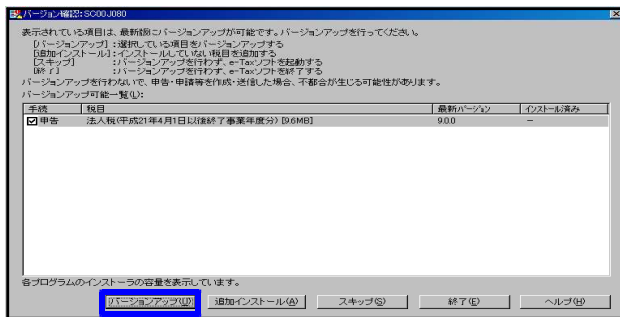 バージョン確認:SC00J080
表示されている項目は、最新版にバージョンアップが可能です。バージョンアップを行ってください。
[バージョンアップ]:選択している項目をバージョンアップする
[追加インストール]:インストールしていない税目を追加する
[スキップ] :バージョンアップを行わず、e-Taxソフトを起動する
[終了] :バージョンアップを行わず、e-Taxソフトを終了する
バージョンアップを行わないで、申告・申請等を作成・送信した場合、不都合が生じる可能性があります。
バージョンアップ可能一覧(L):
手続 税目 最新バージョン インストール済み
申告 法人税(平成21年4月1日以後終了事業年度分) [9.6MB] 9.0.0 -
各プログラムのインストーラの容量を表示しています。
バージョンアップ(U) 追加インストール(A) スキップ(S) 終了(E) ヘルプ(H)